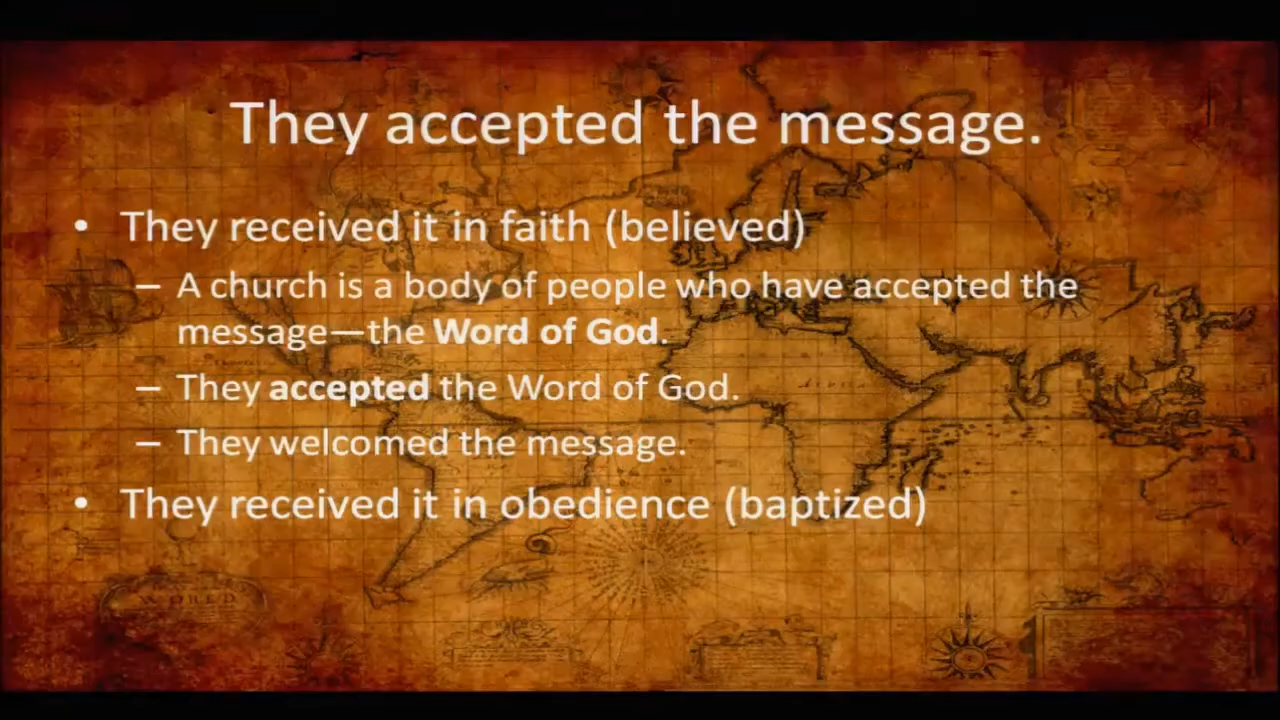 They accepted the message.
• They received it in faith (believed)
– A church is a body of people who have accepted the
message—the Word of God.
– They accepted the Word of God.
– They welcomed the message.
• They received it in obedience (baptized)
WORLD